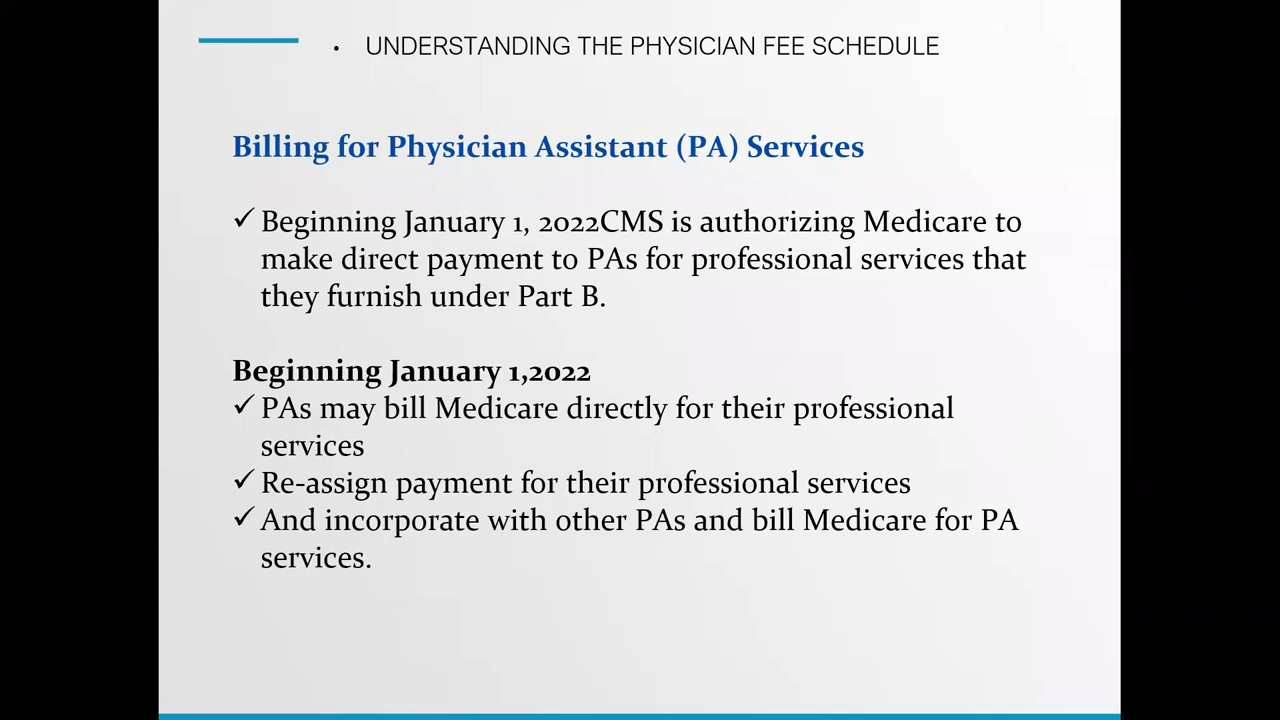 • UNDERSTANDING THE PHYSICIAN FEE SCHEDULE
Billing for Physician Assistant (PA) Services
✓ Beginning January 1, 2022CMS is authorizing Medicare to
make direct payment to PAs for professional services that
they furnish under Part B.
Beginning January 1,2022
✓ PAs may bill Medicare directly for their professional
services
✓ Re-assign payment for their professional services
✓ And incorporate with other PAs and bill Medicare for PA
services.